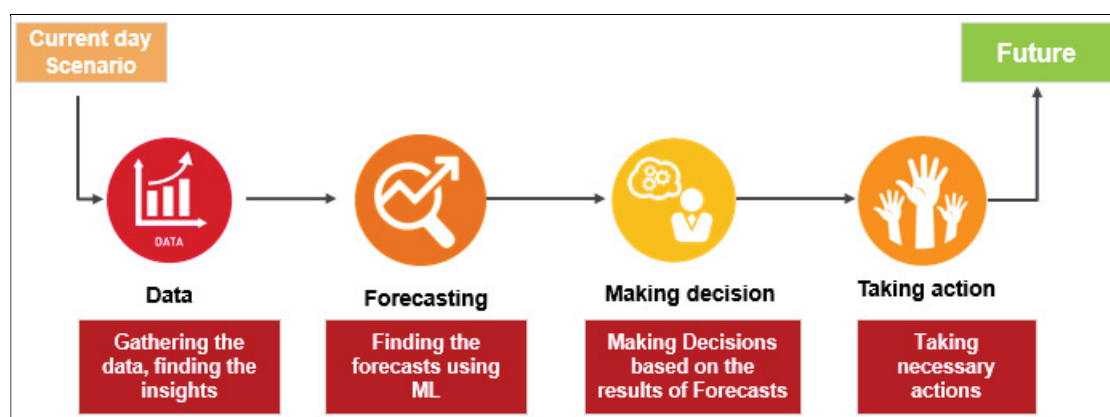 Current day
Scenario
Future
DATA
Data
Forecasting
Making decision
Taking action
Gathering the
data, finding the
insights
Finding the
forecasts using
ML
Making Decisions
based on the
results of Forecasts
Taking
necessary
actions